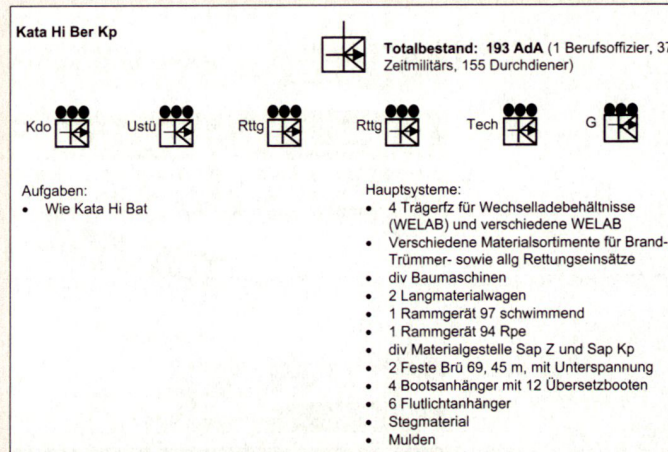 Kata Hi Ber Kp
Totalbestand: 193 AdA (1 Berufsoffizier, 37
Zeitmilitärs, 155 Durchdiener)
Kdo
Ustü
Rttg
Rttg
Tech
G
Aufgaben:
• Wie Kata Hi Bat
Hauptsysteme:
• 4 Trägerfz für Wechselladebehältnisse
(WELAB) und verschiedene WELAB
• Verschiedene Materialsortimente für Brand-
Trümmer- sowie allg Rettungseinsätze
• div Baumaschinen
• 2 Langmaterialwagen
• 1 Rammgerät 97 schwimmend
• 1 Rammgerät 94 Rpe
• div Materialgestelle Sap Z und Sap Kp
• 2 Feste Brü 69, 45 m, mit Unterspannung
• 4 Bootsanhänger mit 12 Übersetzbooten
• 6 Flutlichtanhänger
• Stegmaterial
• Mulden